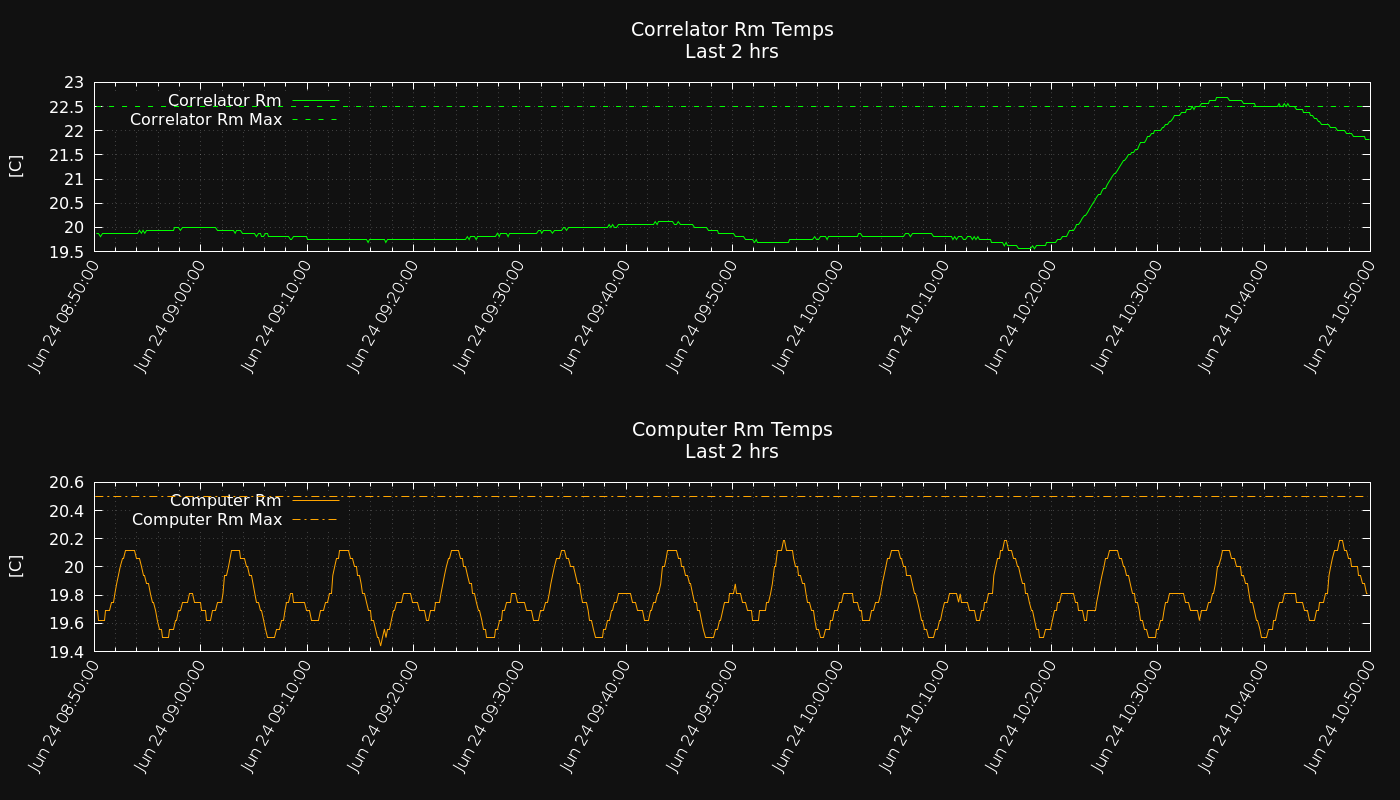 Correlator Rm Temps
Last 2 hrs
23
22.5
22
21.5
21
20.5
20
19.5
[C]
Correlator Rm
Correlator Rm Max
Jun 24 08:50:00
Jun 24 09:00:00
Jun 24 09:10:00
Jun 24 09:20:00
Jun 24 09:30:00
Jun 24 09:40:00
Jun 24 09:50:00
Jun 24 10:00:00
Jun 24 10:10:00
Jun 24 10:20:00
Jun 24 10:30:00
Jun 24 10:40:00
Jun 24 10:50:00
Computer Rm Temps
Last 2 hrs
20.6
20.4
20.2
20
19.8
19.6
19.4
[C]
Computer Rm
Computer Rm Max
Jun 24 08:50:00
Jun 24 09:00:00
Jun 24 09:10:00
Jun 24 09:20:00
Jun 24 09:30:00
Jun 24 09:40:00
Jun 24 09:50:00
Jun 24 10:00:00
Jun 24 10:10:00
Jun 24 10:20:00
Jun 24 10:30:00
Jun 24 10:40:00
Jun 24 10:50:00